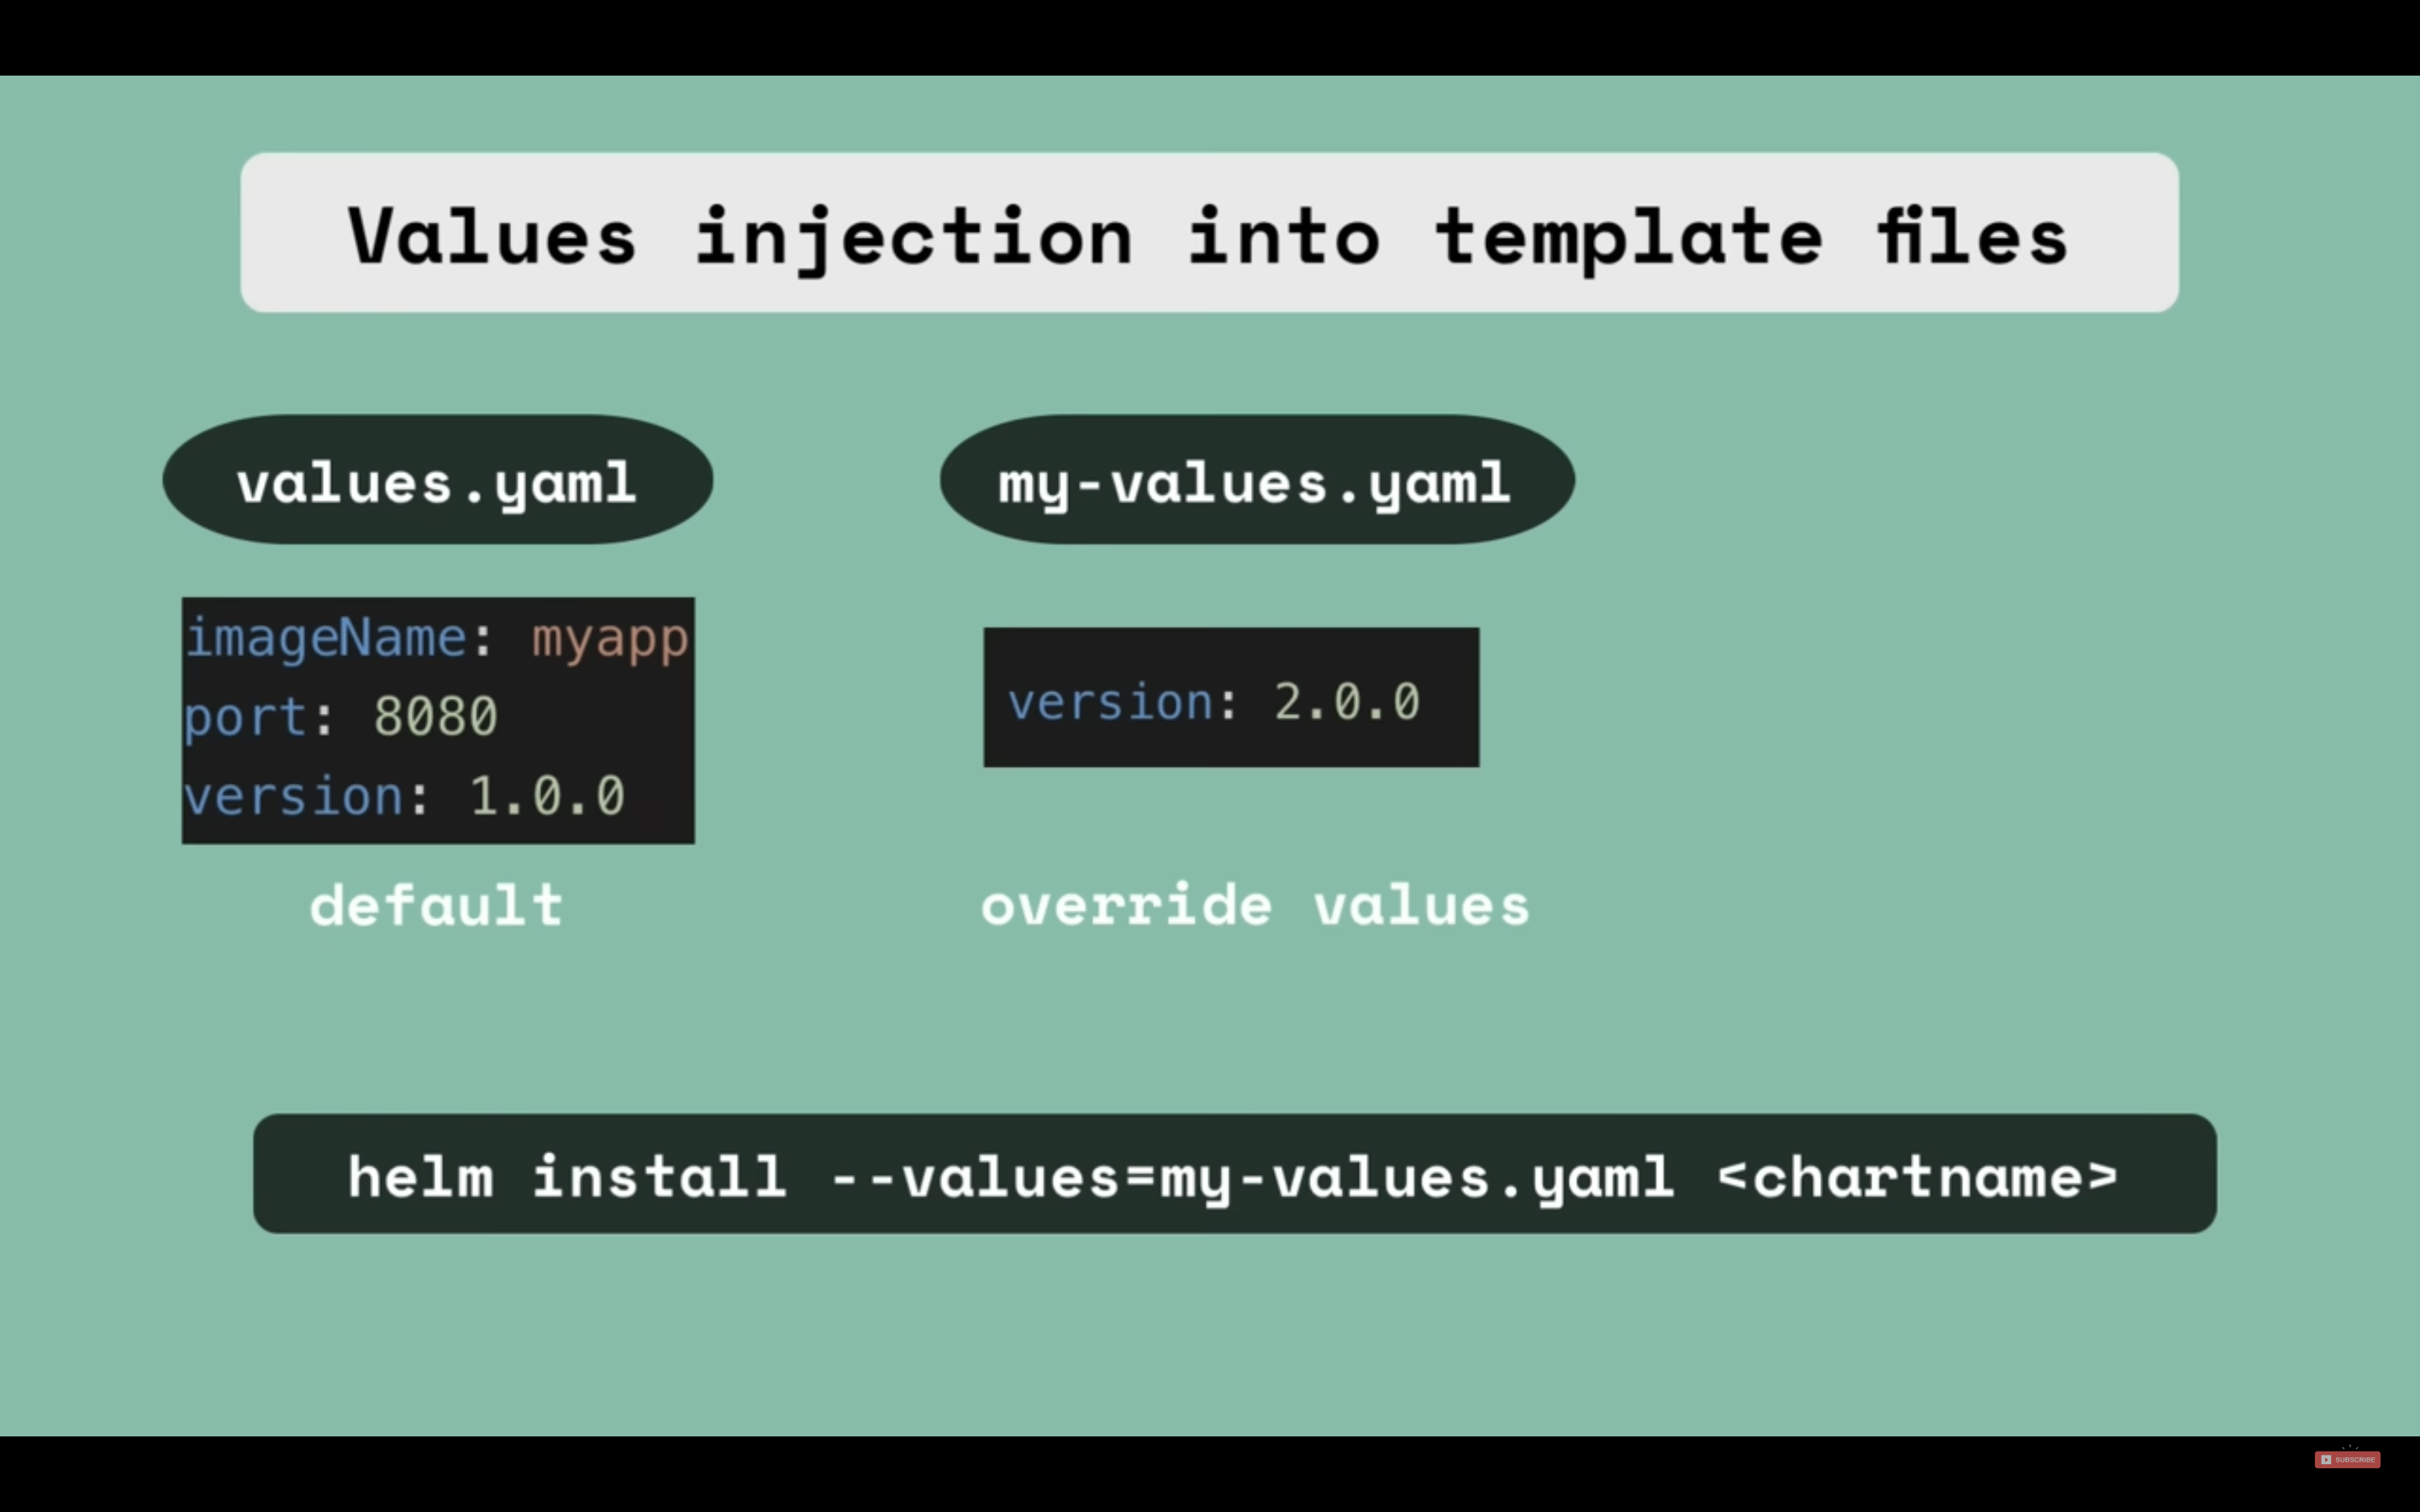 Values injection into template files
values.yaml
my-values.yaml
imageName: myapp
port: 8080
version: 1.0.0
version: 2.0.0
default
override values
helm install --values=my-values.yaml <chartname>
SUBSCRIBE